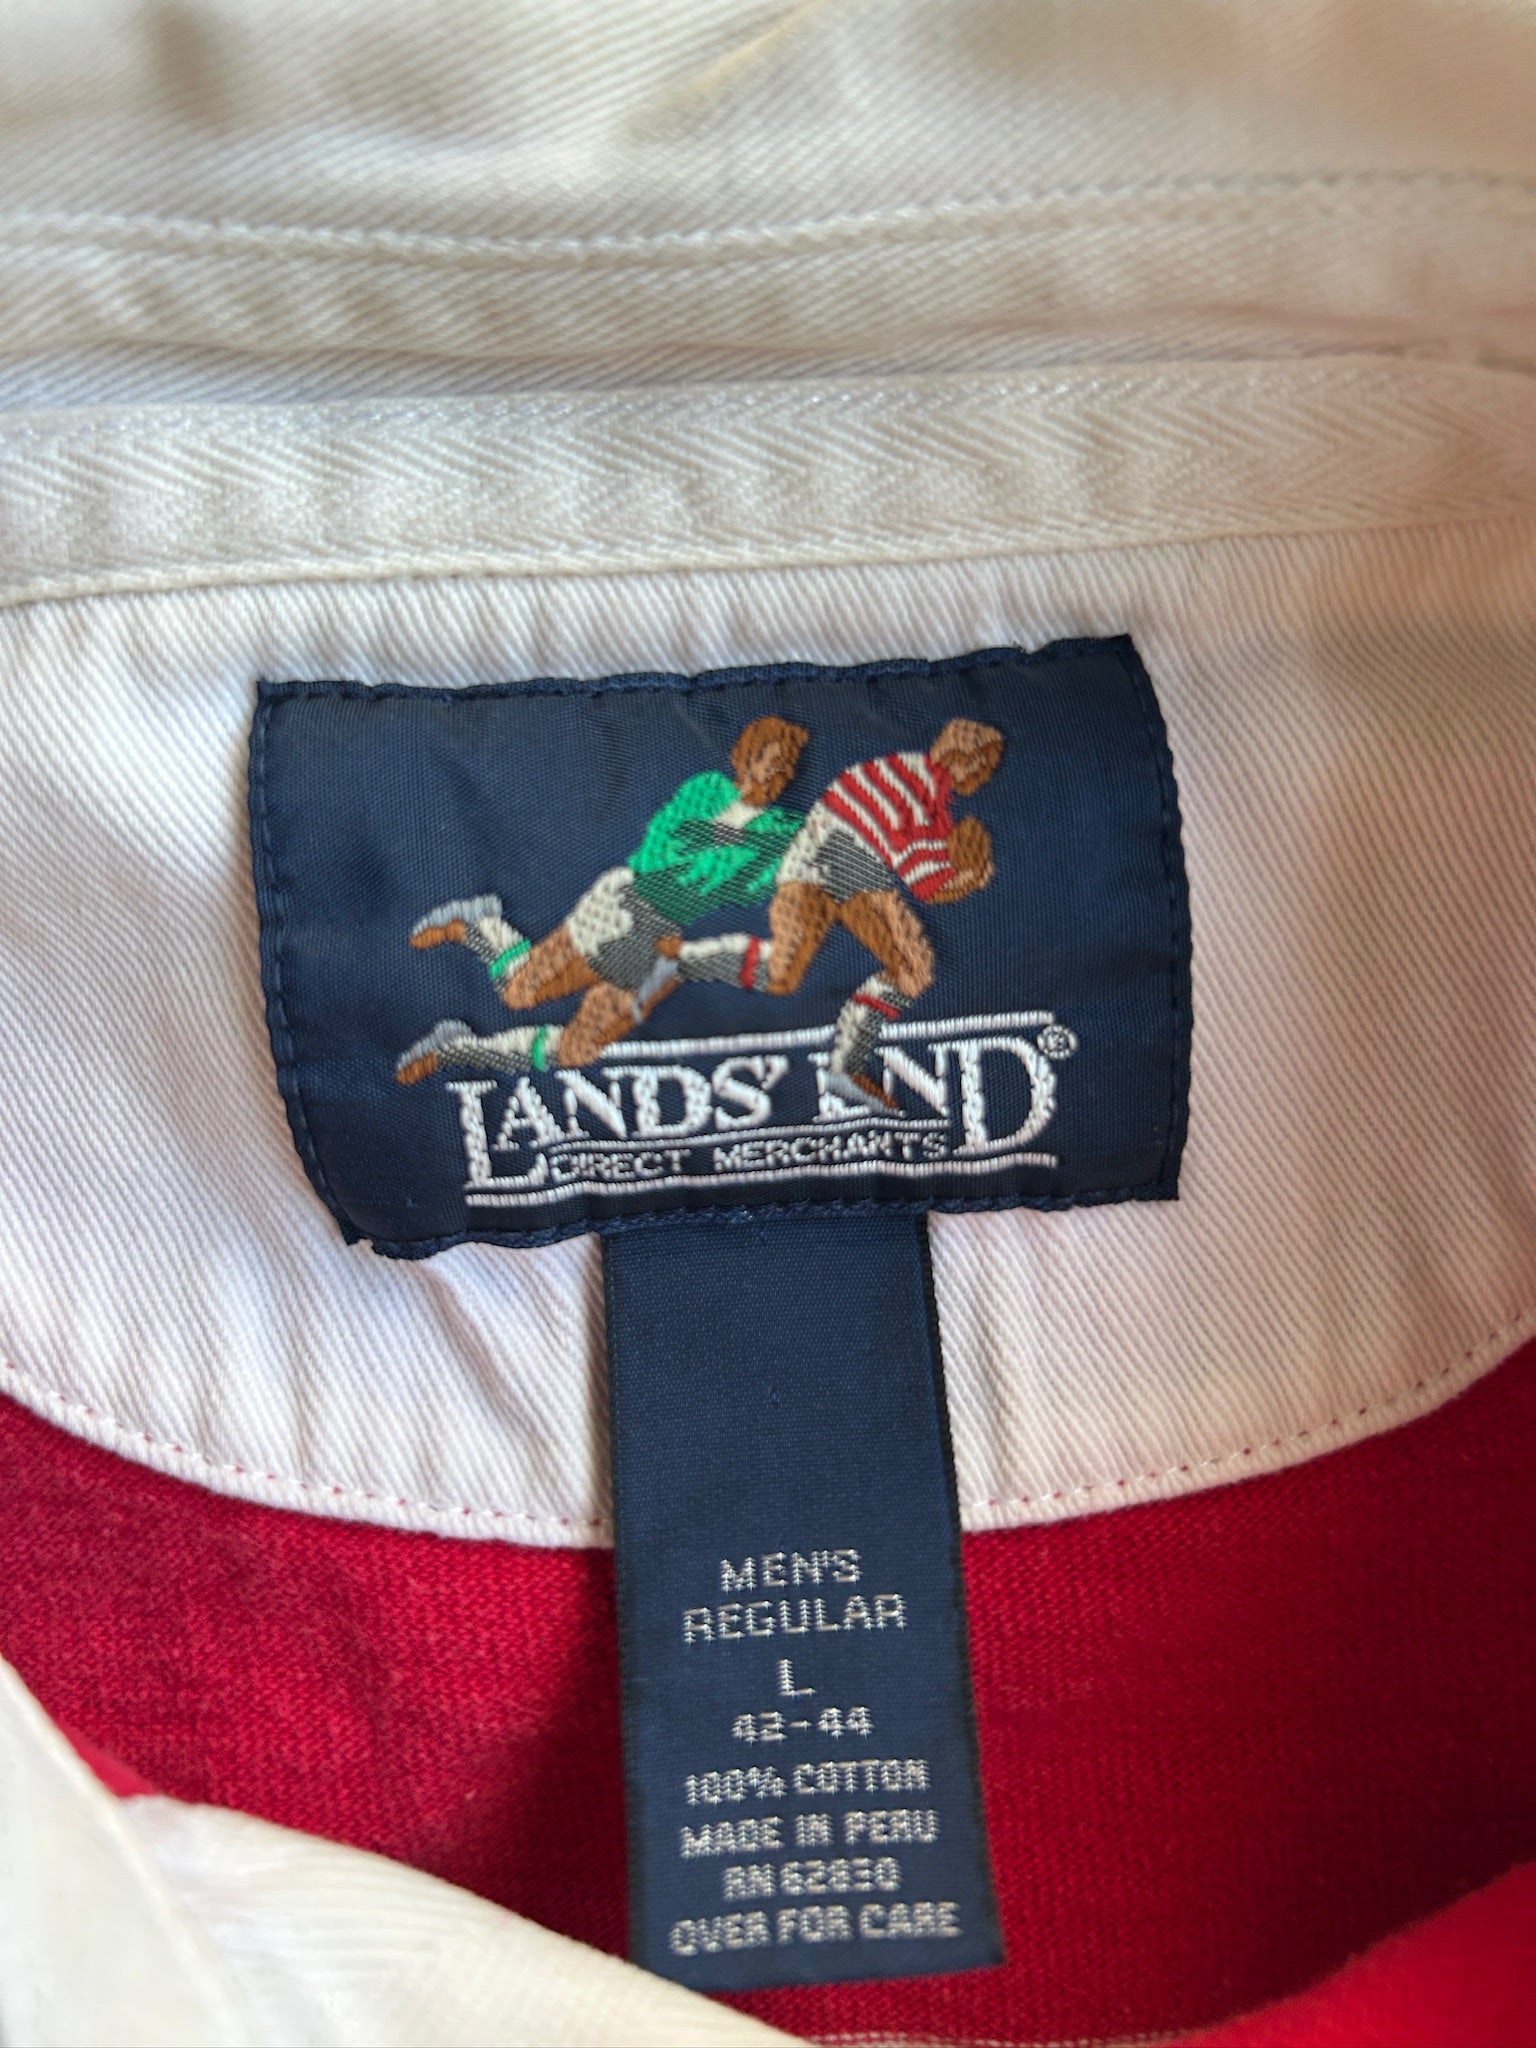 LANDS' END®
DIRECT MERCHANTS
MEN'S
REGULAR
L
42-44
100% COTTON
MADE IN PERU
RN 62830
OVER FOR CARE